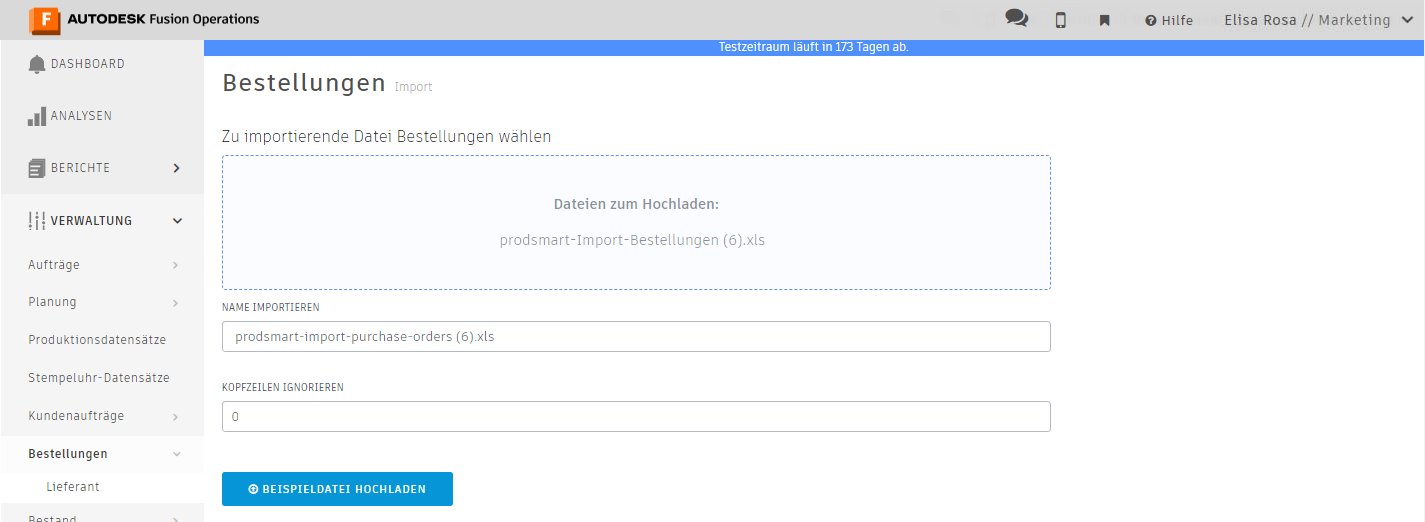 F AUTODESK Fusion Operations
Hilfe
Elisa Rosa // Marketing
Testzeitraum läuft in 173 Tagen ab.
DASHBOARD
ANALYSEN
BERICHTE
VERWALTUNG
Aufträge
Planung
Produktionsdatensätze
Stempeluhr-Datensätze
Kundenaufträge
Bestellungen
Lieferant
Bestand
Bestellungen Import
Zu importierende Datei Bestellungen wählen
Dateien zum Hochladen:
prodsmart-Import-Bestellungen (6).xls
NAME IMPORTIEREN
prodsmart-import-purchase-orders (6).xls
KOPFZEILEN IGNORIEREN
0
BEISPIELDATEI HOCHLADEN